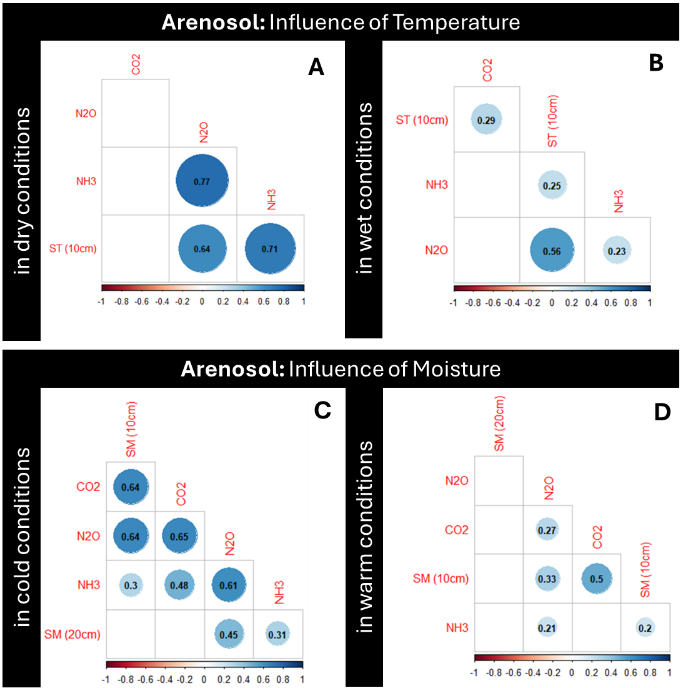 Arenosol: Influence of Temperature
in dry conditions
A
CO2
N2O
N2O
NH3
0.77
NH3
ST (10cm)
0.64 0.71
-1 -0.8 -0.6 -0.4 -0.2 0 0.2 0.4 0.6 0.8 1
in wet conditions
B
CO2
ST (10cm)
0.29
ST (10cm)
NH3
0.25
NH3
N2O
0.56 0.23
-1 -0.8 -0.6 -0.4 -0.2 0 0.2 0.4 0.6 0.8 1
Arenosol: Influence of Moisture
in cold conditions
C
SM (10cm)
CO2
0.64
CO2
N2O
0.64 0.65
N2O
NH3
0.3 0.48 0.61
NH3
SM (20cm)
0.45 0.31
-1 -0.8 -0.6 -0.4 -0.2 0 0.2 0.4 0.6 0.8 1
in warm conditions
D
SM (20cm)
N2O
N2O
CO2
0.27
CO2
SM (10cm)
0.33 0.5
SM (10cm)
NH3
0.21 0.2
-1 -0.8 -0.6 -0.4 -0.2 0 0.2 0.4 0.6 0.8 1